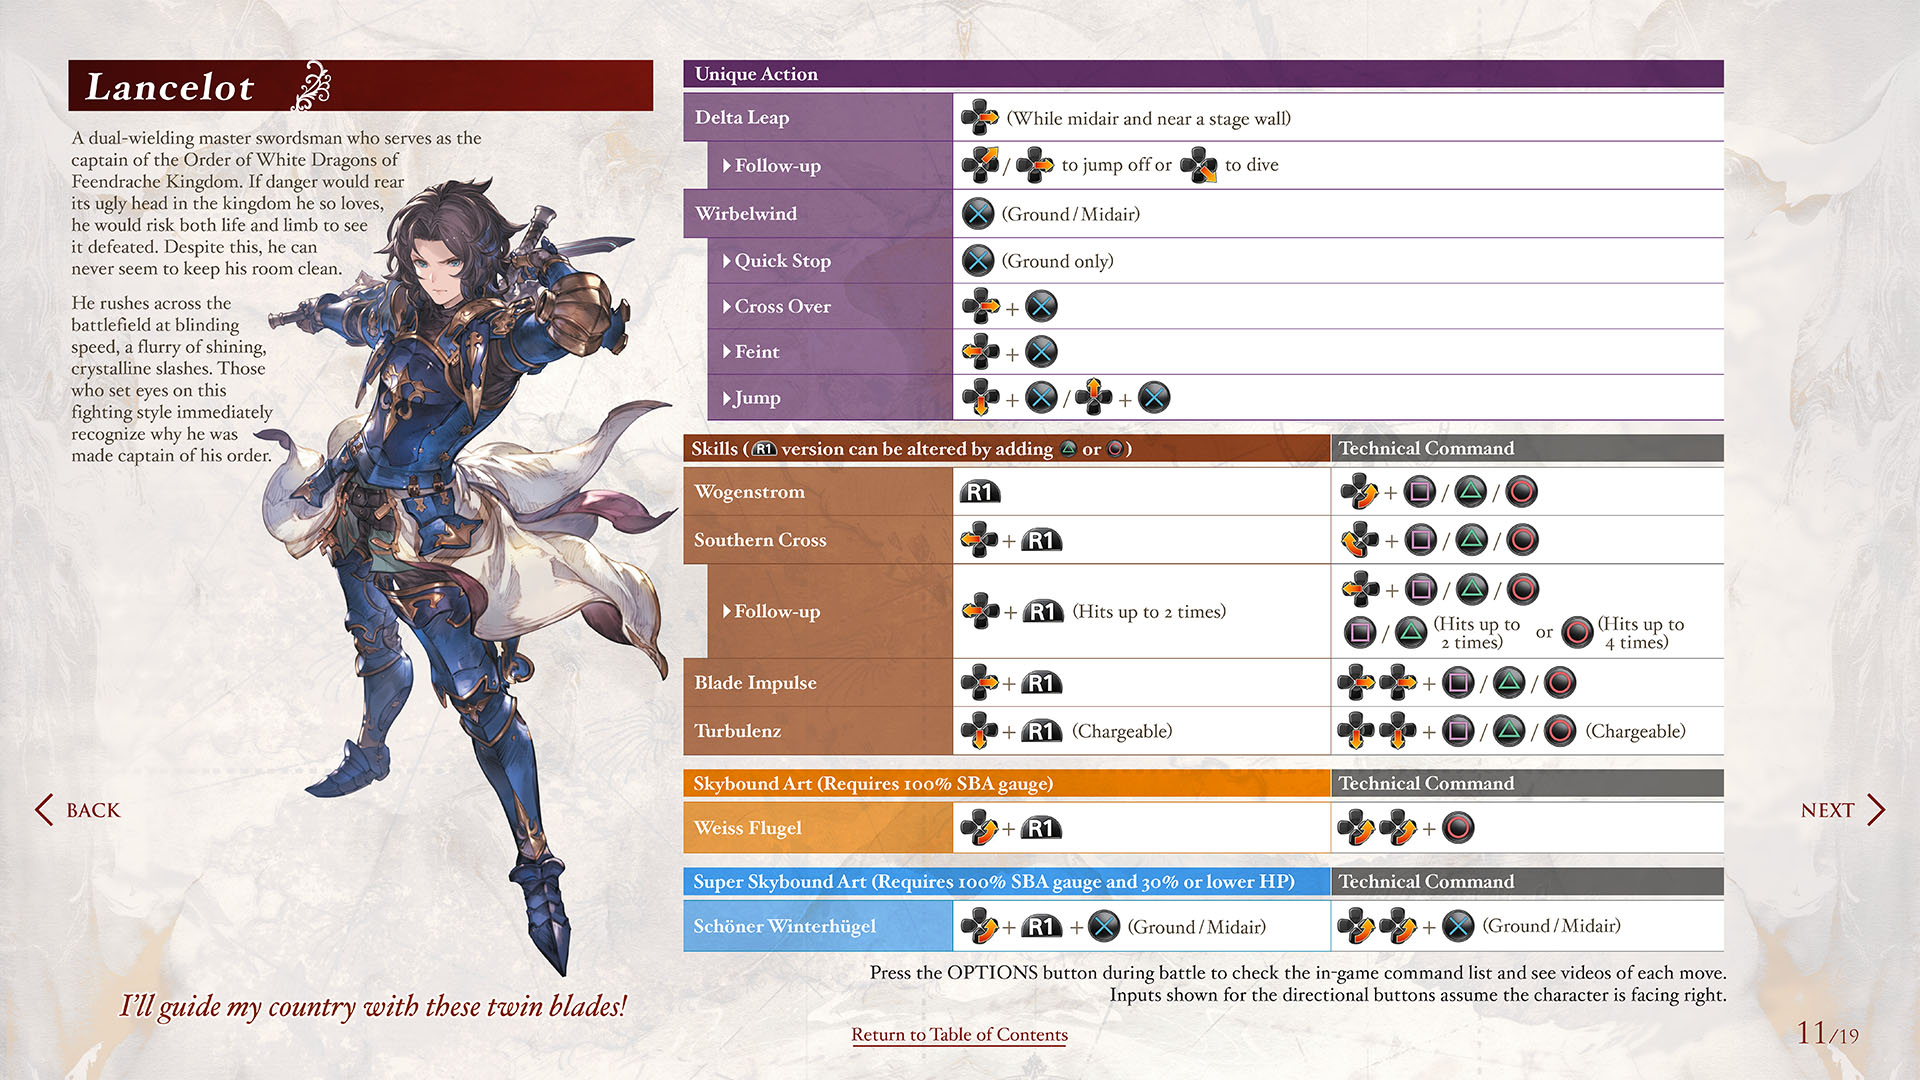 Lancelot
A dual-wielding master swordsman who serves as the
captain of the Order of White Dragons of
Feendrache Kingdom. If danger would rear
its ugly head in the kingdom he so loves,
he would risk both life and limb to see
it defeated. Despite this, he can
never seem to keep his room clean.
He rushes across the
battlefield at blinding
speed, a flurry of shining,
crystalline slashes. Those
who set eyes on this
fighting style immediately
recognize why he was
made captain of his order.
I'll guide my country with these twin blades!
Unique Action
Delta Leap (While midair and near a stage wall)
Follow-up / to jump off or to dive
Wirbelwind (Ground/Midair)
Quick Stop (Ground only)
Cross Over +
Feint +
Jump + / +
Skills (R1 version can be altered by adding or ) Technical Command
Wogenstrom R1 + / /
Southern Cross + R1 + / /
Follow-up + R1 (Hits up to 2 times) + / /
/ (Hits up to 2 times) or (Hits up to 4 times)
Blade Impulse + R1 + / /
Turbulenz + R1 (Chargeable) + / / (Chargeable)
Skybound Art (Requires 100% SBA gauge) Technical Command
Weiss Flugel + R1 +
Super Skybound Art (Requires 100% SBA gauge and 30% or lower HP) Technical Command
Schöner Winterhügel + R1 + (Ground/Midair) + (Ground/Midair)
Press the OPTIONS button during battle to check the in-game command list and see videos of each move.
Inputs shown for the directional buttons assume the character is facing right.
BACK
NEXT
Return to Table of Contents
11/19